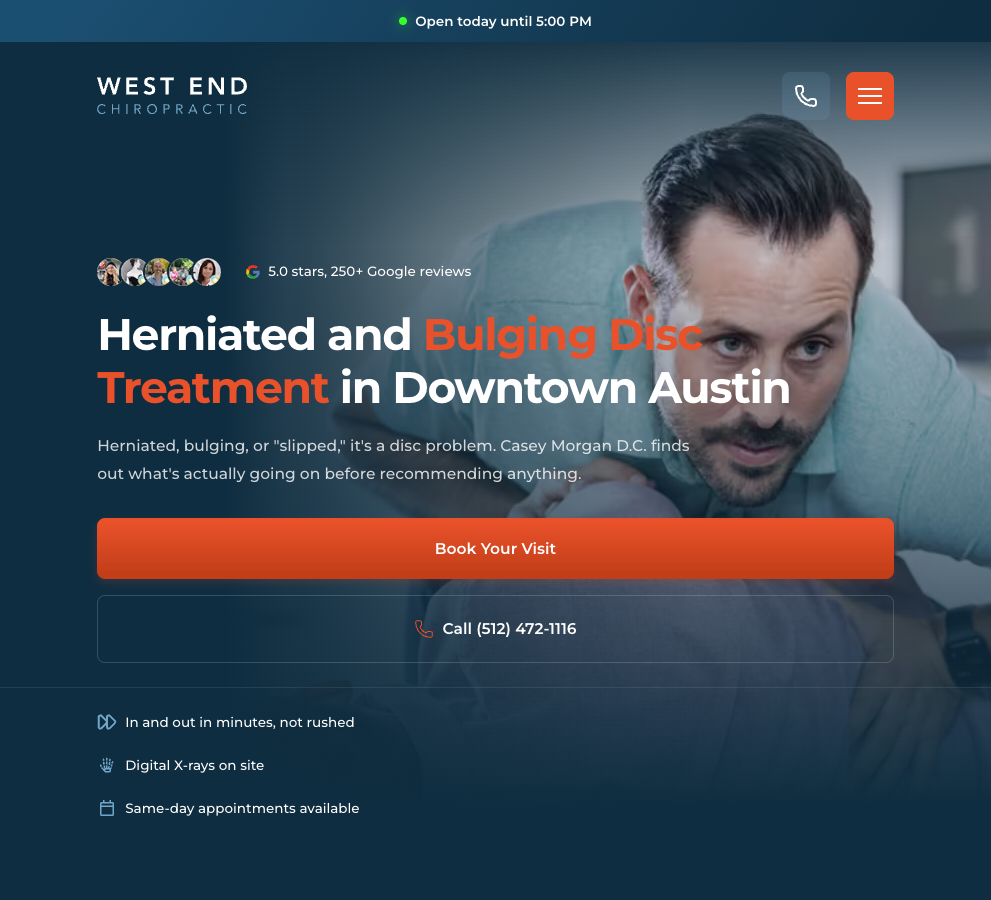 Open today until 5:00 PM
WEST END
CHIROPRACTIC
5.0 stars, 250+ Google reviews
Herniated and Bulging Disc
Treatment in Downtown Austin
Herniated, bulging, or "slipped," it's a disc problem. Casey Morgan D.C. finds
out what's actually going on before recommending anything.
Book Your Visit
Call (512) 472-1116
In and out in minutes, not rushed
Digital X-rays on site
Same-day appointments available